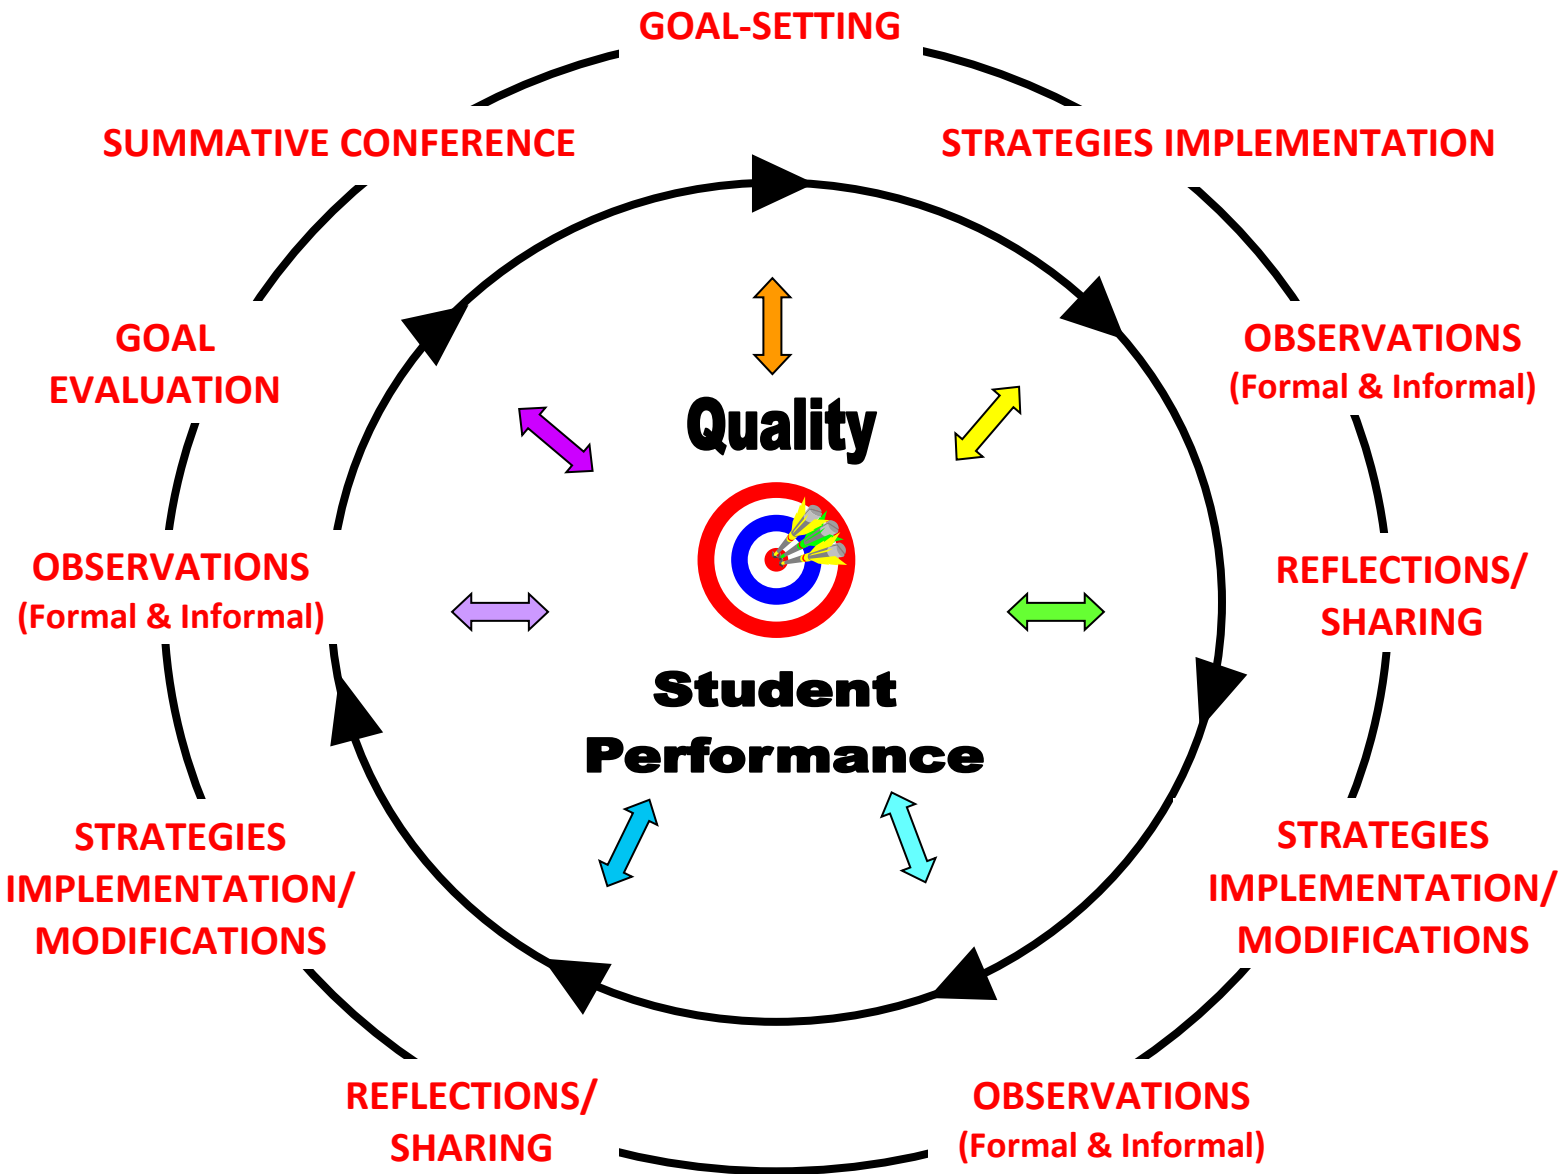 GOAL-SETTING
STRATEGIES IMPLEMENTATION
OBSERVATIONS
(Formal & Informal)
REFLECTIONS/
SHARING
STRATEGIES
IMPLEMENTATION/
MODIFICATIONS
OBSERVATIONS
(Formal & Informal)
REFLECTIONS/
SHARING
STRATEGIES
IMPLEMENTATION/
MODIFICATIONS
OBSERVATIONS
(Formal & Informal)
GOAL
EVALUATION
SUMMATIVE CONFERENCE
Quality
Student
Performance